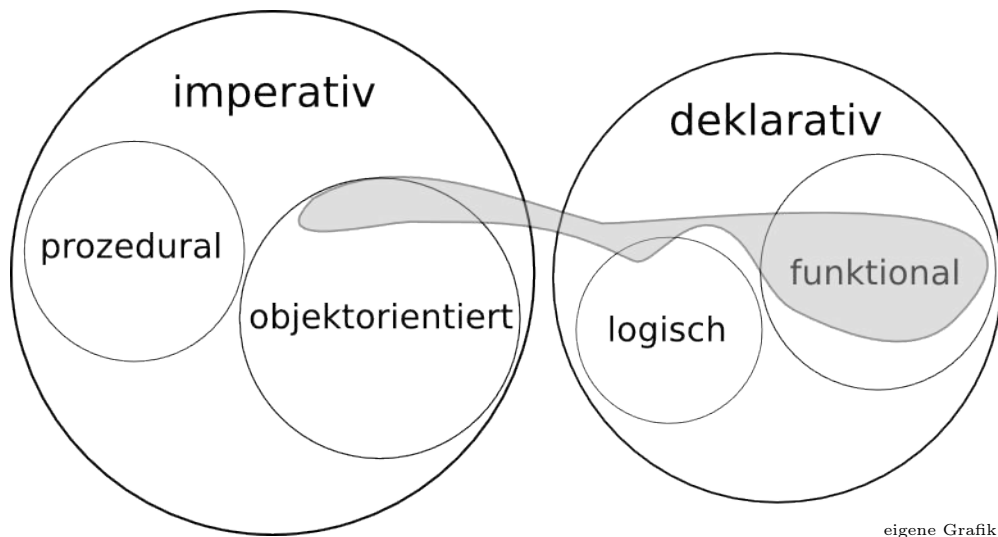 imperativ
deklarativ
prozedural
funktional
objektorientiert
logisch
eigene Grafik